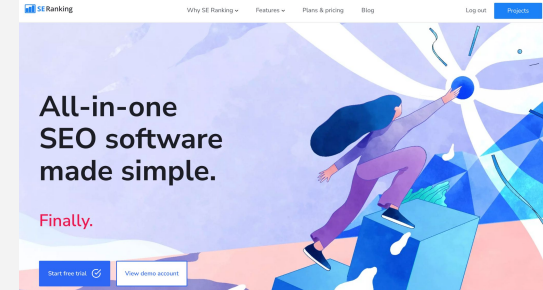 SE Ranking
Why SE Ranking
Features
Plans & pricing
Blog
Log out
Projects
All-in-one
SEO software
made simple.
Finally.
Start free trial
View demo account